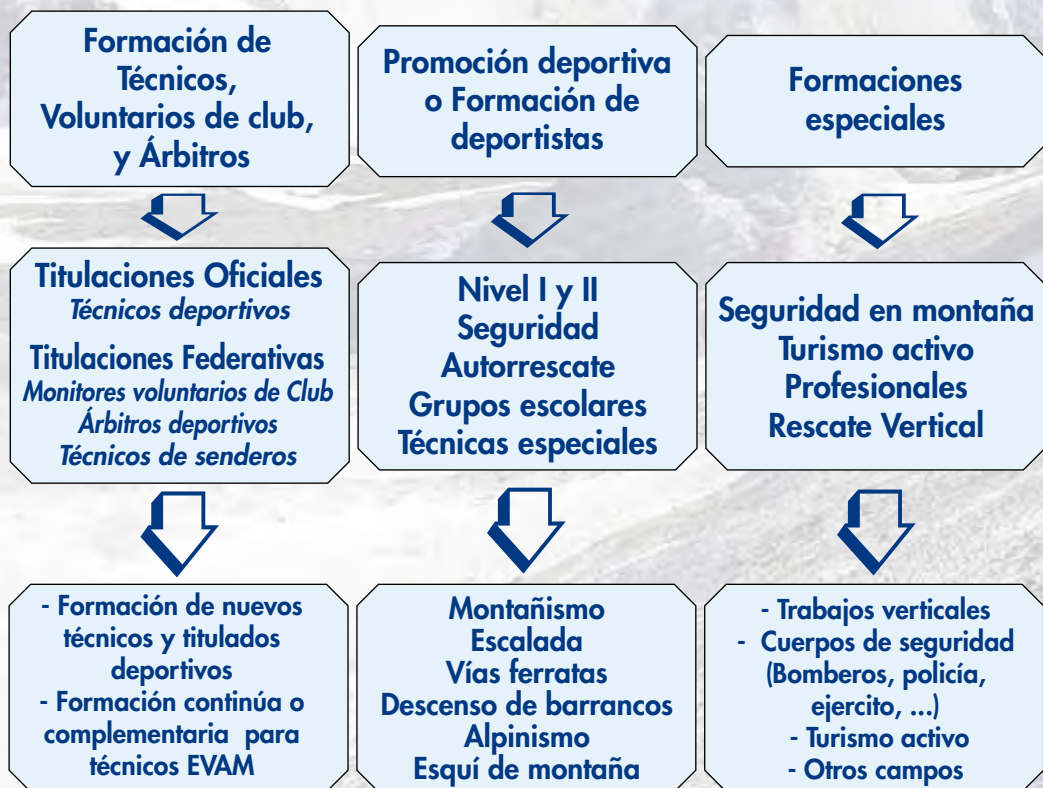 Formación de
Técnicos,
Voluntarios de club,
y Árbitros
Promoción deportiva
o Formación de
deportistas
Formaciones
especiales
Titulaciones Oficiales
Técnicos deportivos
Titulaciones Federativas
Monitores voluntarios de Club
Árbitros deportivos
Técnicos de senderos
Nivel I y II
Seguridad
Autorrescate
Grupos escolares
Técnicas especiales
Seguridad en montaña
Turismo activo
Profesionales
Rescate Vertical
- Formación de nuevos
técnicos y titulados
deportivos
- Formación continúa o
complementaria para
técnicos EVAM
Montañismo
Escalada
Vías ferratas
Descenso de barrancos
Alpinismo
Esquí de montaña
- Trabajos verticales
- Cuerpos de seguridad
(Bomberos, policía,
ejercito, ...)
- Turismo activo
- Otros campos